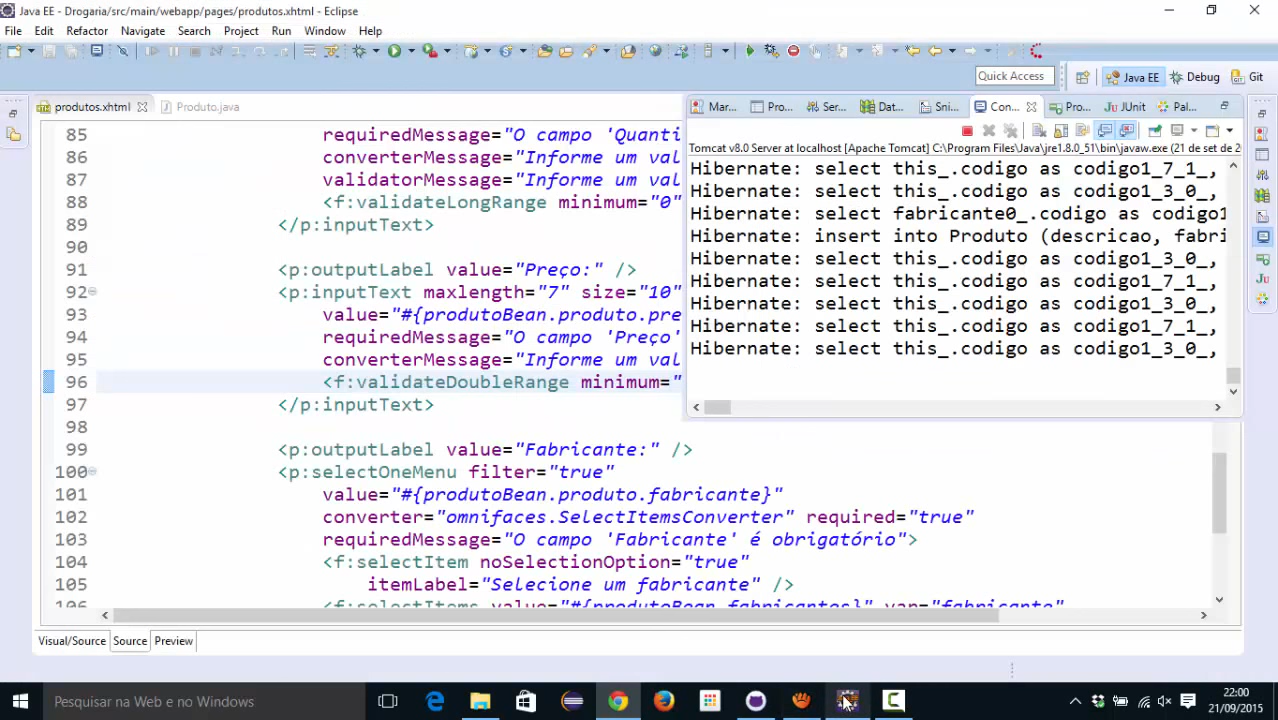 Java EE - Drogaria/src/main/webapp/pages/produtos.xhtml - Eclipse
File Edit Refactor Navigate Search Project Run Window Help
Quick Access Java EE Debug Git
produtos.xhtml Produto.java
Mar... Pro... Ser... Dat... Sni... Con... Pro... JUnit Pal...
Tomcat v8.0 Server at localhost [Apache Tomcat] C:\Program Files\Java\jre1.8.0_51\bin\javaw.exe (21 de set de 2
Hibernate: select this_.codigo as codigo1_7_1_,
Hibernate: select this_.codigo as codigo1_3_0_,
Hibernate: select fabricante0_.codigo as codigo1
Hibernate: insert into Produto (descricao, fabri
Hibernate: select this_.codigo as codigo1_3_0_,
Hibernate: select this_.codigo as codigo1_7_1_,
Hibernate: select this_.codigo as codigo1_3_0_,
Hibernate: select this_.codigo as codigo1_7_1_,
Hibernate: select this_.codigo as codigo1_3_0_,
85 requiredMessage="O campo 'Quanti
86 converterMessage="Informe um val
87 validatorMessage="Informe um val
88 <f:validateLongRange minimum="0"
89 </p:inputText>
90
91 <p:outputLabel value="Preço:" />
92 <p:inputText maxlength="7" size="10"
93 value="#{produtoBean.produto.pre
94 requiredMessage="O campo 'Preço'
95 converterMessage="Informe um val
96 <f:validateDoubleRange minimum="
97 </p:inputText>
98
99 <p:outputLabel value="Fabricante:" />
100 <p:selectOneMenu filter="true"
101 value="#{produtoBean.produto.fabricante}"
102 converter="omnifaces.SelectItemsConverter" required="true"
103 requiredMessage="O campo 'Fabricante' é obrigatório">
104 <f:selectItem noSelectionOption="true"
105 itemLabel="Selecione um fabricante" />
106 <f:selectItems value="#{produtoBean.fabricantes}" var="fabricante"
Visual/Source Source Preview
Pesquisar na Web e no Windows
22:00
21/09/2015